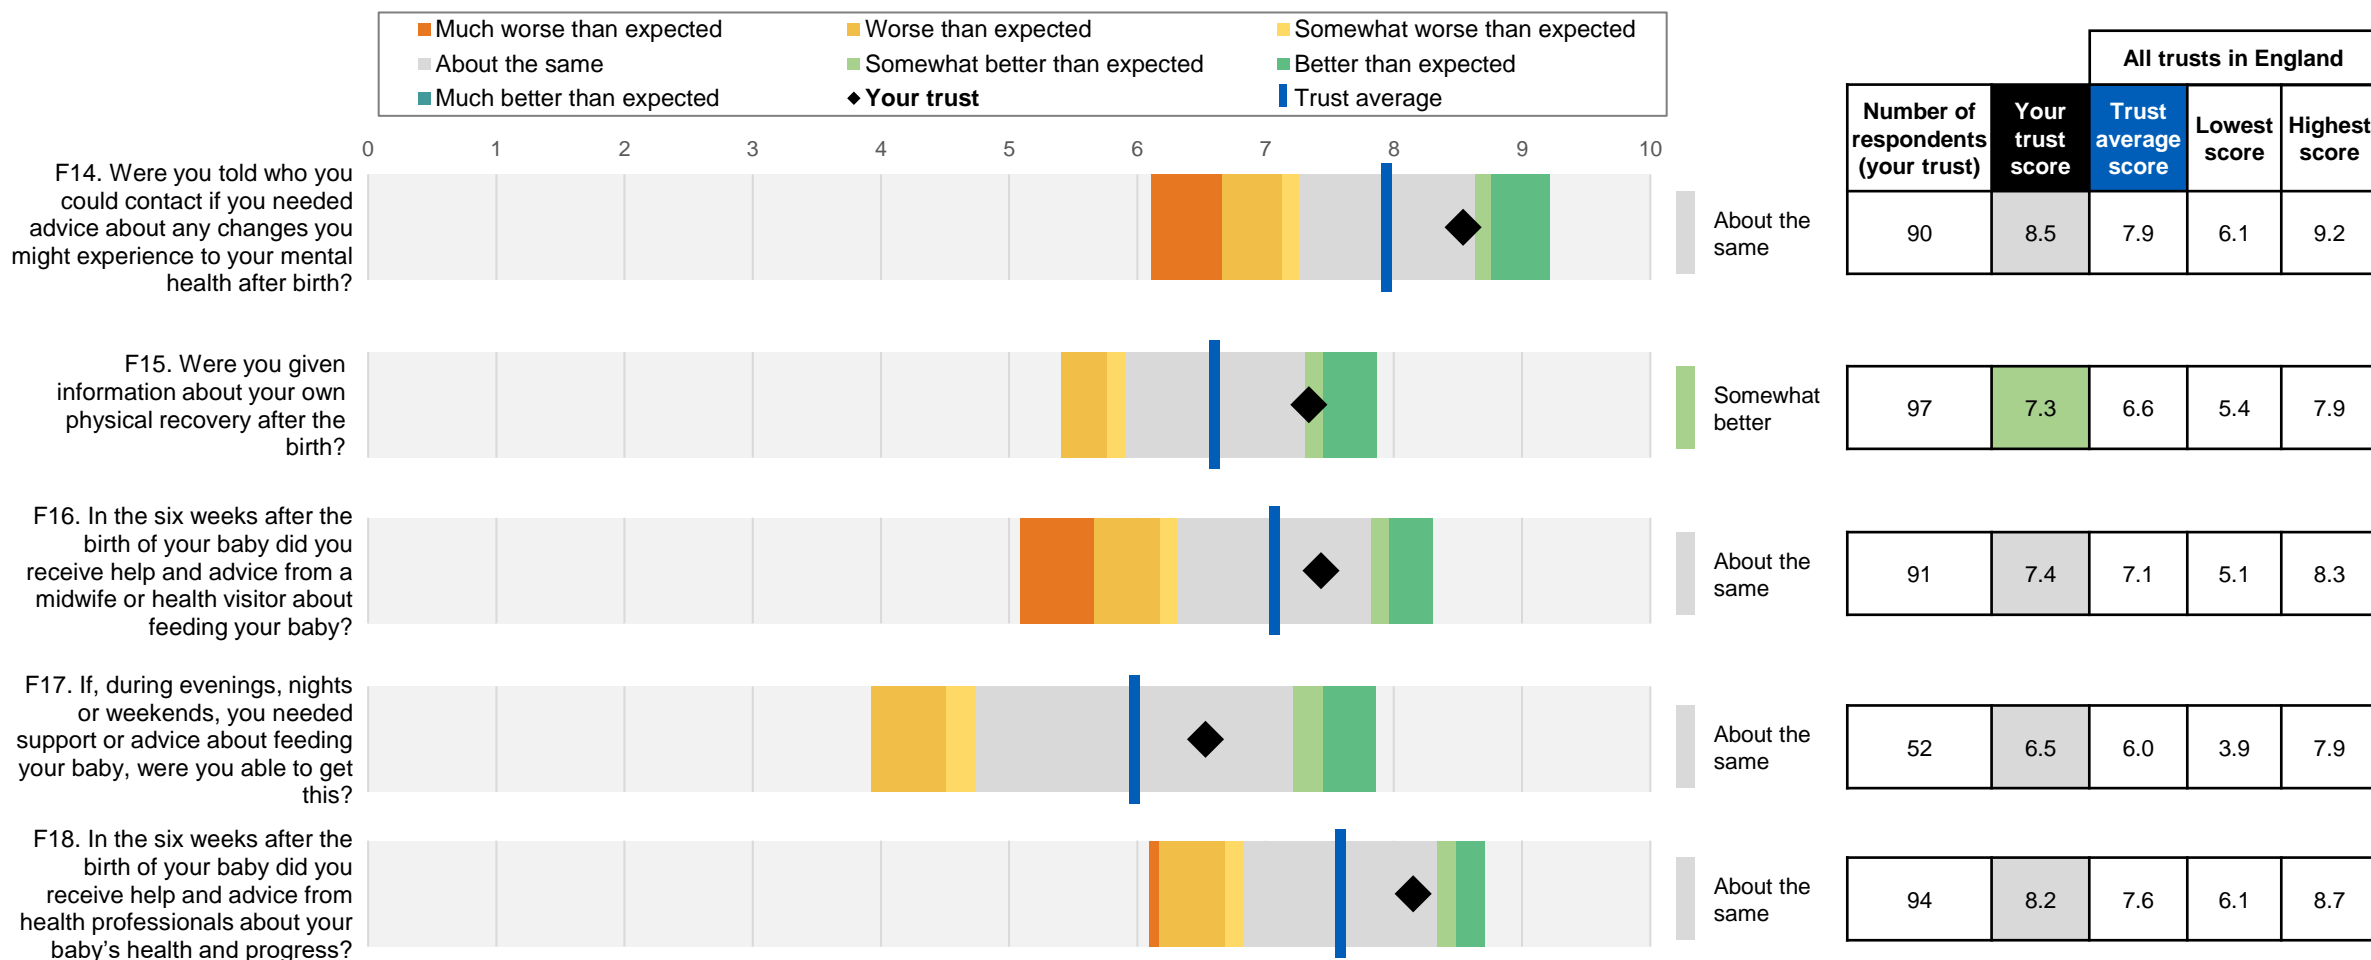 Much worse than expected
Worse than expected
Somewhat worse than expected
About the same
Somewhat better than expected
Better than expected
Much better than expected
Your trust
Trust average
All trusts in England
Number of
respondents
(your trust)
Your
trust
score
Trust
average
score
Lowest
score
Highest
score
0 1 2 3 4 5 6 7 8 9 10
F14. Were you told who you
could contact if you needed
advice about any changes you
might experience to your mental
health after birth?
About the
same
90 8.5 7.9 6.1 9.2
F15. Were you given
information about your own
physical recovery after the
birth?
Somewhat
better
97 7.3 6.6 5.4 7.9
F16. In the six weeks after the
birth of your baby did you
receive help and advice from a
midwife or health visitor about
feeding your baby?
About the
same
91 7.4 7.1 5.1 8.3
F17. If, during evenings, nights
or weekends, you needed
support or advice about feeding
your baby, were you able to get
this?
About the
same
52 6.5 6.0 3.9 7.9
F18. In the six weeks after the
birth of your baby did you
receive help and advice from
health professionals about your
baby’s health and progress?
About the
same
94 8.2 7.6 6.1 8.7